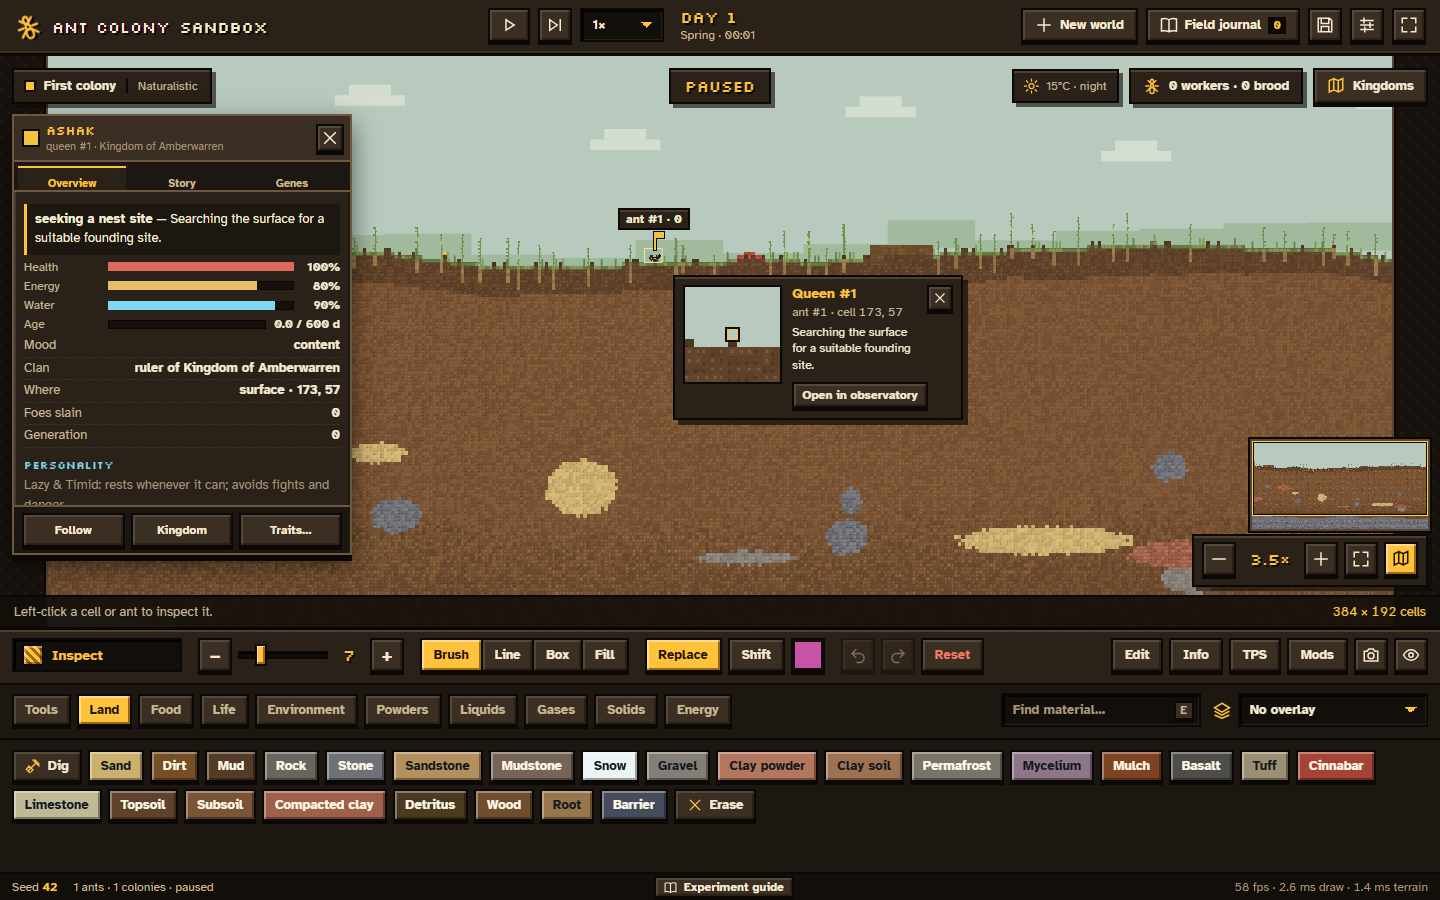 ANT COLONY SANDBOX
1×
DAY 1
Spring · 00:01
New world
Field journal 0
First colony Naturalistic
PAUSED
15°C · night
0 workers · 0 brood
Kingdoms
ASHAK
queen #1 · Kingdom of Amberwarren
Overview Story Genes
seeking a nest site — Searching the surface for a
suitable founding site.
Health 100%
Energy 80%
Water 90%
Age 0.0 / 600 d
Mood content
Clan ruler of Kingdom of Amberwarren
Where surface · 173, 57
Foes slain 0
Generation 0
PERSONALITY
Lazy & Timid: rests whenever it can; avoids fights and
danger
Follow Kingdom Traits...
ant #1 · 0
Queen #1
ant #1 · cell 173, 57
Searching the surface
for a suitable founding
site.
Open in observatory
3.5×
Left-click a cell or ant to inspect it.
384 × 192 cells
Inspect
7
Brush Line Box Fill
Replace Shift
Reset
Edit Info TPS Mods
Tools Land Food Life Environment Powders Liquids Gases Solids Energy
Find material... E
No overlay
Dig Sand Dirt Mud Rock Stone Sandstone Mudstone Snow Gravel Clay powder Clay soil Permafrost Mycelium Mulch Basalt Tuff Cinnabar
Limestone Topsoil Subsoil Compacted clay Detritus Wood Root Barrier Erase
Seed 42 1 ants · 1 colonies · paused
Experiment guide
58 fps · 2.6 ms draw · 1.4 ms terrain